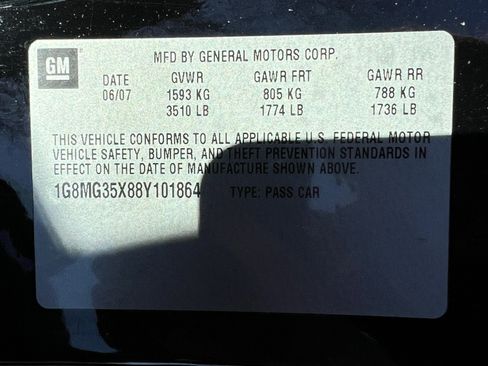 GM
MFD BY GENERAL MOTORS CORP.
DATE GVWR GAWR FRT GAWR RR
06/07 1593 KG 805 KG 788 KG
3510 LB 1774 LB 1736 LB
THIS VEHICLE CONFORMS TO ALL APPLICABLE U.S. FEDERAL MOTOR
VEHICLE SAFETY, BUMPER, AND THEFT PREVENTION STANDARDS IN
EFFECT ON THE DATE OF MANUFACTURE SHOWN ABOVE.
1G8MG35X88Y101864 TYPE: PASS CAR